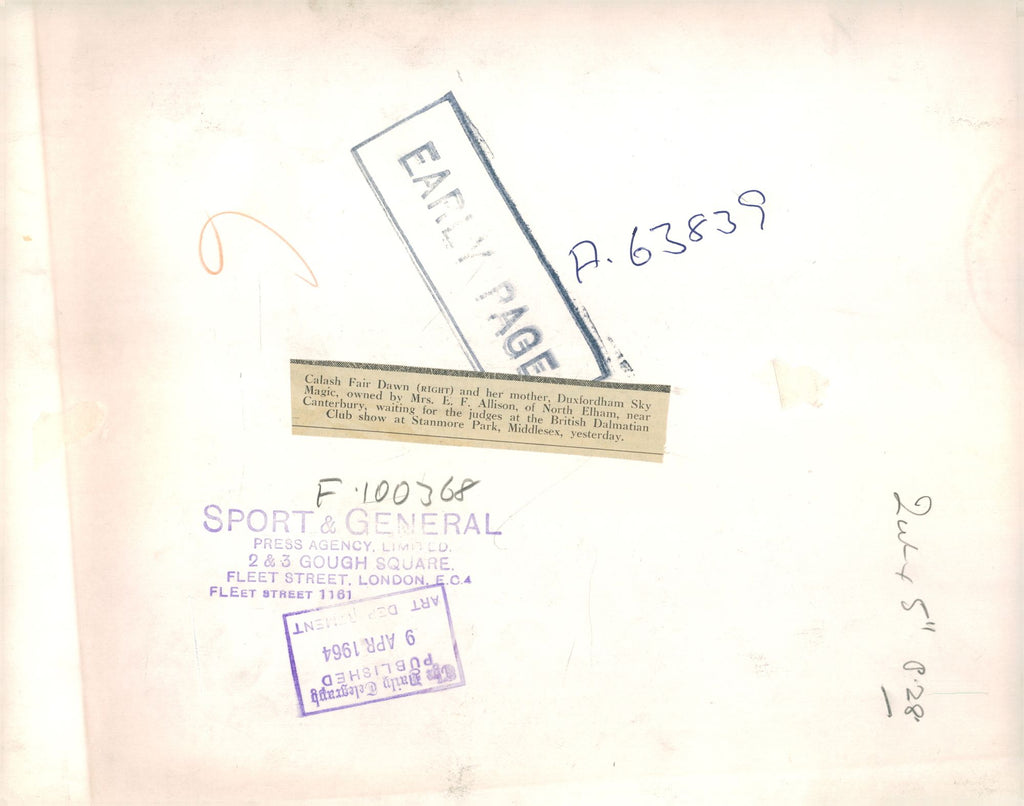 EARLY PAGE
A. 63839
Calash Fair Dawn (RIGHT) and her mother, Duxfordham Sky
Magic, owned by Mrs. E. F. Allison, of North Elham, near
Canterbury, waiting for the judges at the British Dalmatian
Club show at Stanmore Park, Middlesex, yesterday.
F.100368
SPORT & GENERAL
PRESS AGENCY, LIMITED.
2 & 3 GOUGH SQUARE,
FLEET STREET, LONDON, E.C.4
FLEET STREET 1161
The Daily Telegraph
PUBLISHED
9 APR 1964
ART DEPARTMENT
5" P.28